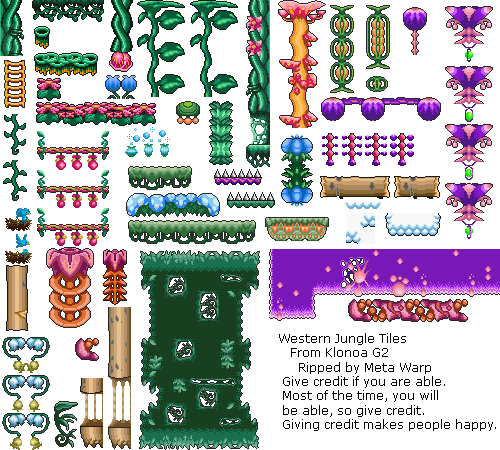 Western Jungle Tiles
From Klonoa G2
Ripped by Meta Warp
Give credit if you are able.
Most of the time, you will
be able, so give credit.
Giving credit makes people happy.